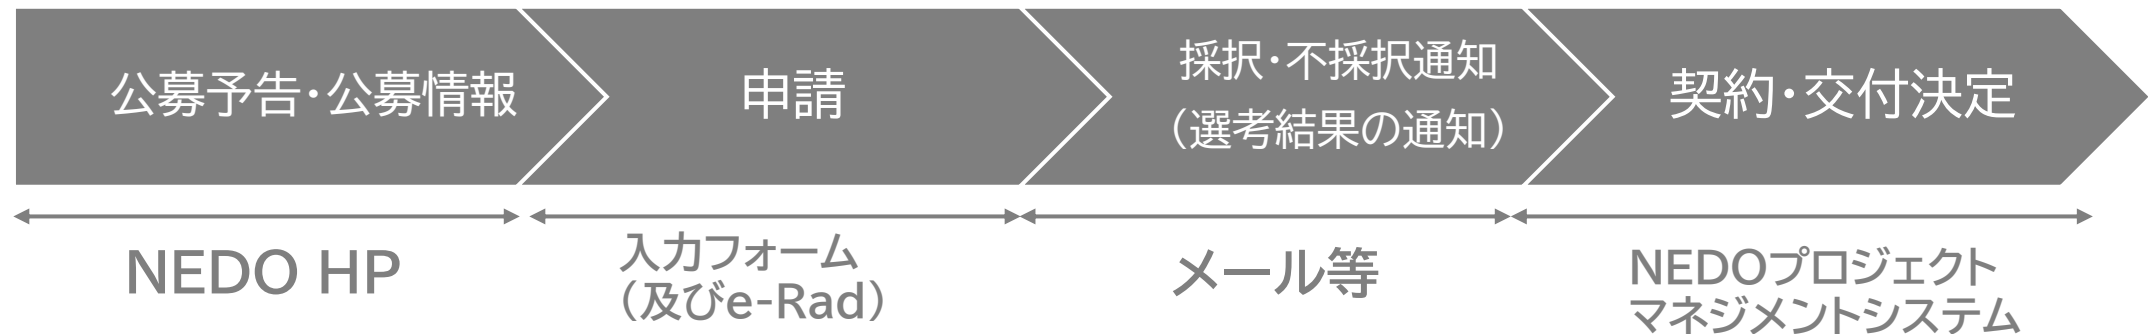 公募予告･公募情報
申請
採択･不採択通知
（選考結果の通知）
契約･交付決定
NEDO HP
入力フォーム
（及びe-Rad）
メール等
NEDOプロジェクト
マネジメントシステム